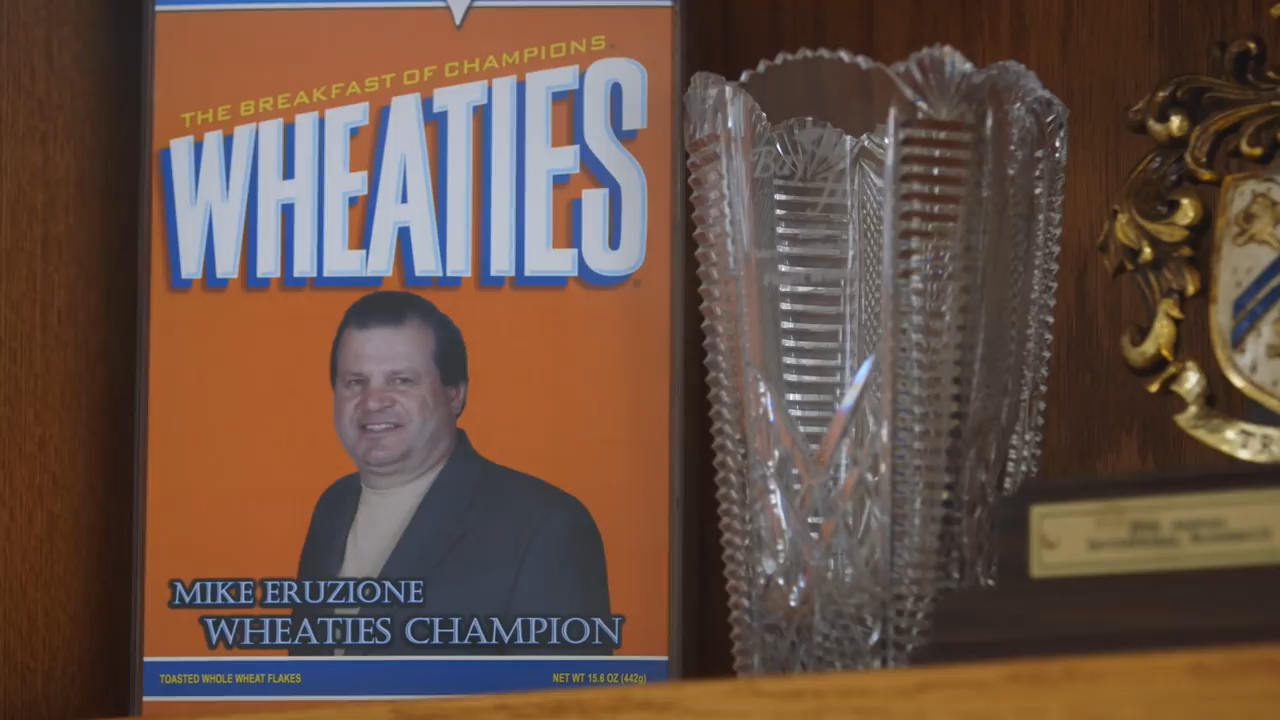 THE BREAKFAST OF CHAMPIONS
WHEATIES
MIKE ERUZIONE
WHEATIES CHAMPION
TOASTED WHOLE WHEAT FLAKES
NET WT 15.6 OZ (442g)